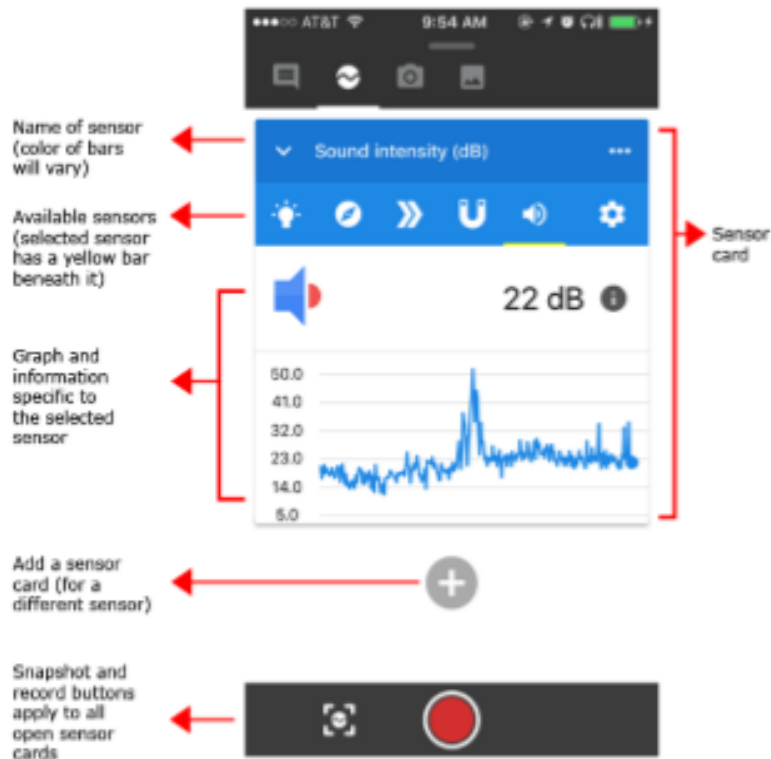 AT&T 9:54 AM
Name of sensor
(color of bars
will vary)
Sound intensity (dB)
Available sensors
(selected sensor
has a yellow bar
beneath it)
Sensor
card
22 dB
Graph and
information
specific to
the selected
sensor
50.0
41.0
32.0
23.0
14.0
5.0
Add a sensor
card (for a
different sensor)
Snapshot and
record buttons
apply to all
open sensor
cards